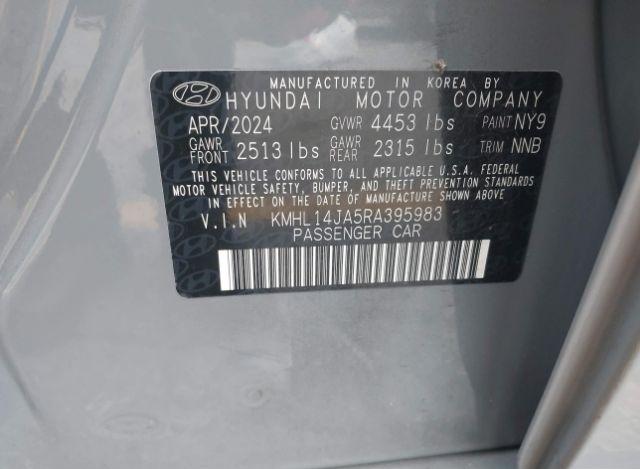 MANUFACTURED IN KOREA BY
HYUNDAI MOTOR COMPANY
APR/2024 GVWR 4453 lbs PAINT NY9
GAWR FRONT 2513 lbs GAWR REAR 2315 lbs TRIM NNB
THIS VEHICLE CONFORMS TO ALL APPLICABLE U.S.A. FEDERAL
MOTOR VEHICLE SAFETY, BUMPER, AND THEFT PREVENTION STANDARDS
IN EFFECT ON THE DATE OF MANUFACTURE SHOWN ABOVE
V.I.N KMHL14JA5RA395983
PASSENGER CAR